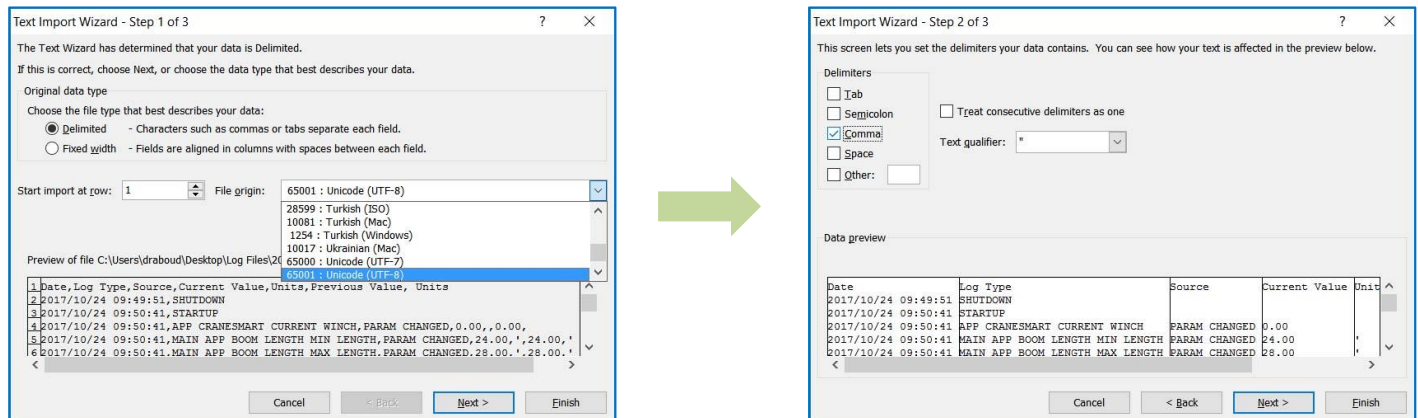 Text Import Wizard - Step 1 of 3 ? ×
The Text Wizard has determined that your data is Delimited.
If this is correct, choose Next, or choose the data type that best describes your data.
Original data type
Choose the file type that best describes your data:
Delimited - Characters such as commas or tabs separate each field.
Fixed width - Fields are aligned in columns with spaces between each field.
Start import at row: 1 File origin: 65001 : Unicode (UTF-8)
28599 : Turkish (ISO)
10081 : Turkish (Mac)
1254 : Turkish (Windows)
10017 : Ukrainian (Mac)
65000 : Unicode (UTF-7)
65001 : Unicode (UTF-8)
Preview of file C:\Users\draboud\Desktop\Log Files\20
1 Date,Log Type,Source,Current Value,Units,Previous Value, Units
2 2017/10/24 09:49:51,SHUTDOWN
3 2017/10/24 09:50:41,STARTUP
4 2017/10/24 09:50:41,APP CRANESMART CURRENT WINCH,PARAM CHANGED,0.00,,0.00,
5 2017/10/24 09:50:41,MAIN APP BOOM LENGTH MIN LENGTH,PARAM CHANGED,24.00,',24.00,'
6 2017/10/24 09:50:41,MAIN APP BOOM LENGTH MAX LENGTH,PARAM CHANGED,28.00,',28.00,'
Cancel < Back Next > Finish
Text Import Wizard - Step 2 of 3 ? ×
This screen lets you set the delimiters your data contains. You can see how your text is affected in the preview below.
Delimiters
Tab
Semicolon
Comma
Space
Other:
Treat consecutive delimiters as one
Text qualifier: "
Data preview
Date Log Type Source Current Value Unit
2017/10/24 09:49:51 SHUTDOWN
2017/10/24 09:50:41 STARTUP
2017/10/24 09:50:41 APP CRANESMART CURRENT WINCH PARAM CHANGED 0.00
2017/10/24 09:50:41 MAIN APP BOOM LENGTH MIN LENGTH PARAM CHANGED 24.00 '
2017/10/24 09:50:41 MAIN APP BOOM LENGTH MAX LENGTH PARAM CHANGED 28.00 '
Cancel < Back Next > Finish